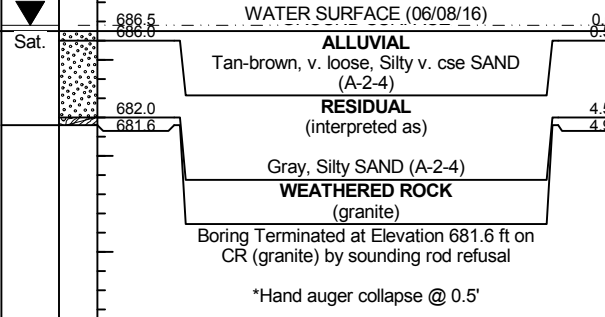 WATER SURFACE (06/08/16)
686.5
686.0
Sat.
ALLUVIAL
Tan-brown, v. loose, Silty v. cse SAND
(A-2-4)
682.0
RESIDUAL
4.5
681.6
(interpreted as)
Gray, Silty SAND (A-2-4)
WEATHERED ROCK
(granite)
Boring Terminated at Elevation 681.6 ft on
CR (granite) by sounding rod refusal
*Hand auger collapse @ 0.5'